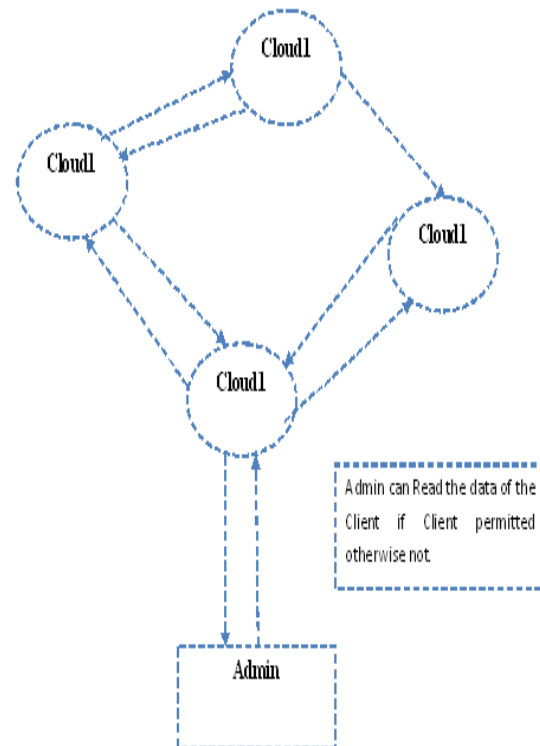 Cloud1
Cloud1
Cloud1
Cloud1
Admin can Read the data of the
Client if Client permitted
otherwise not.
Admin